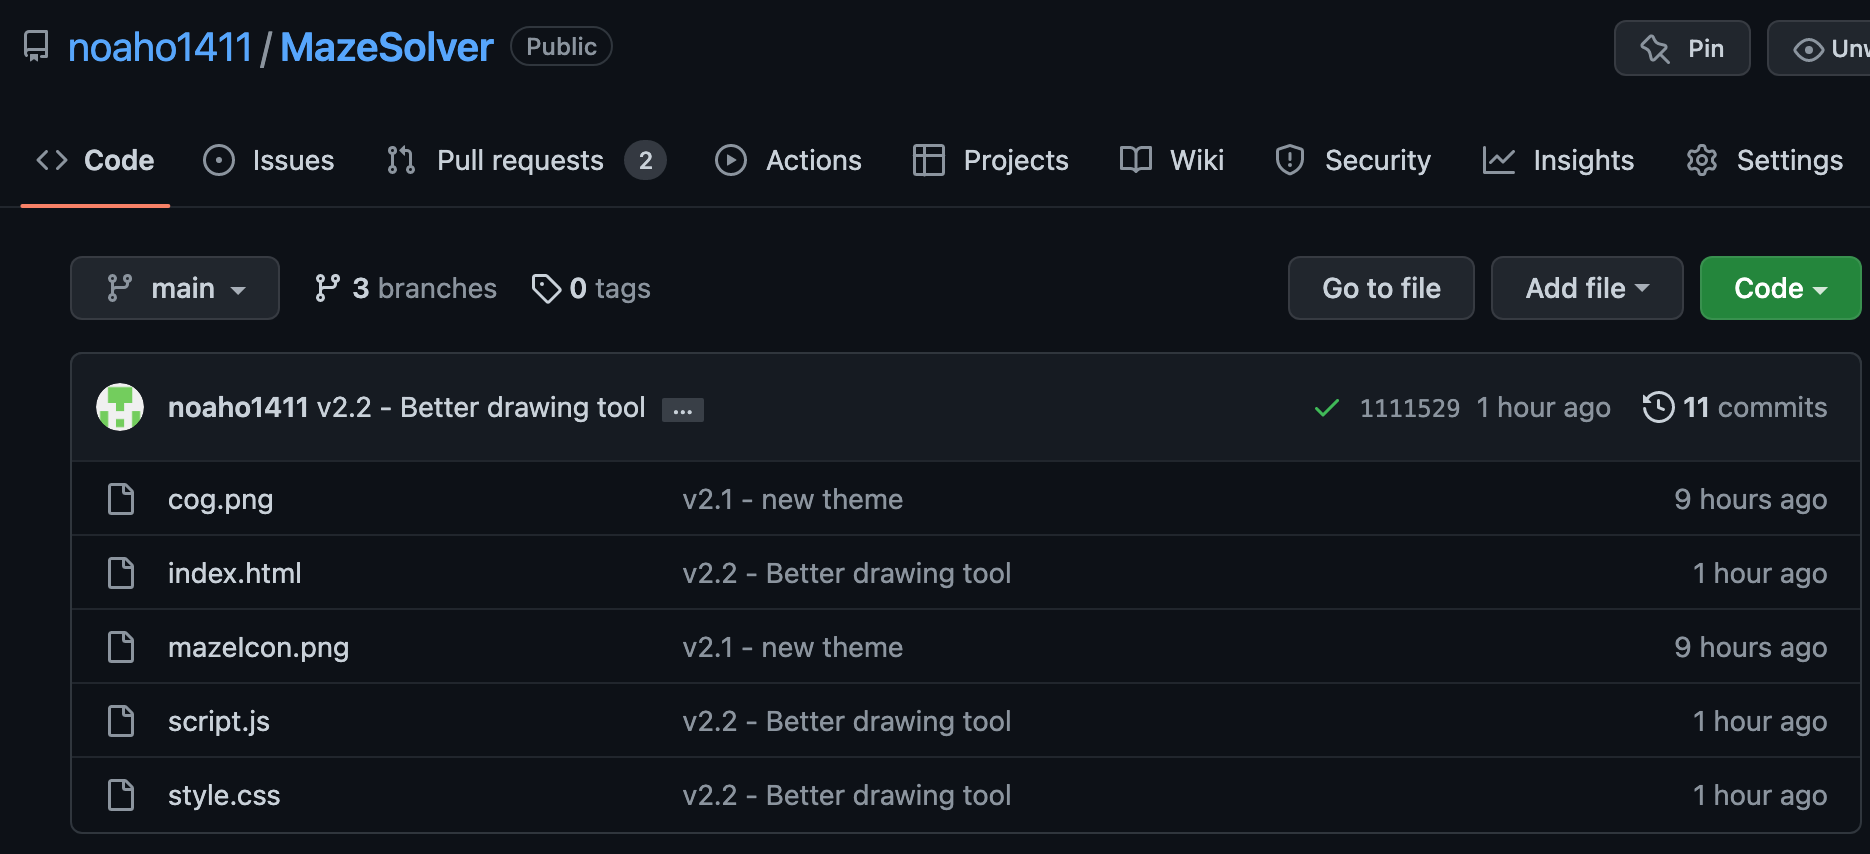 noaho1411 / MazeSolver Public Pin
Code Issues Pull requests 2 Actions Projects Wiki Security Insights Settings
main 3 branches 0 tags Go to file Add file Code
noaho1411 v2.2 - Better drawing tool ... 1111529 1 hour ago 11 commits
cog.png v2.1 - new theme 9 hours ago
index.html v2.2 - Better drawing tool 1 hour ago
mazeIcon.png v2.1 - new theme 9 hours ago
script.js v2.2 - Better drawing tool 1 hour ago
style.css v2.2 - Better drawing tool 1 hour ago